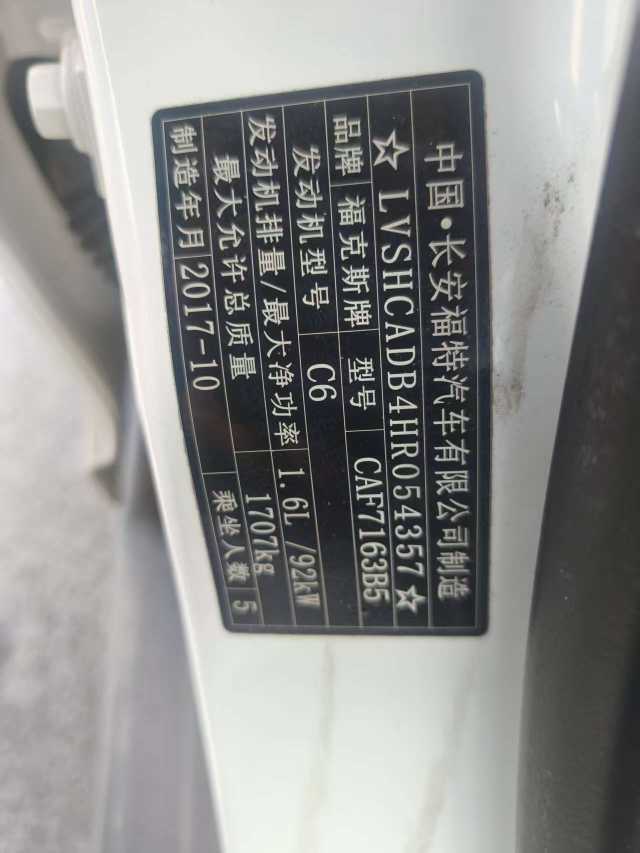 中国·长安福特汽车有限公司制造
☆LVSHCADB4HR054357☆
品牌 福克斯牌 型号 CAF7163B5
发动机型号 C6
发动机排量/最大净功率 1.6L /92kW
最大允许总质量 1707kg
制造年月 2017-10 乘坐人数 5